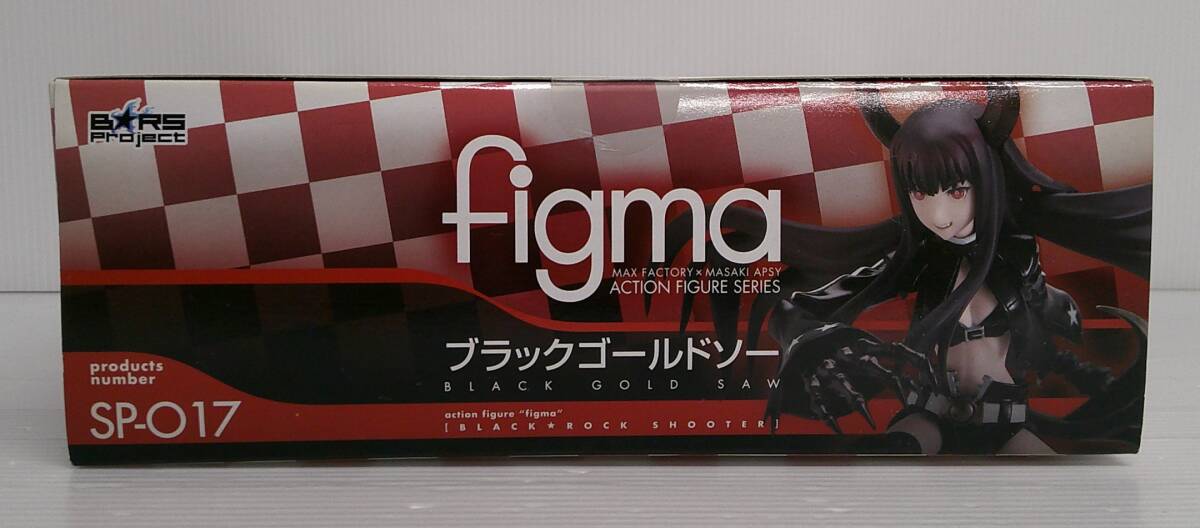 B★RS
Project
figma
MAX FACTORY × MASAKI APSY
ACTION FIGURE SERIES
ブラックゴールドソー
BLACK GOLD SAW
products
number
SP-017
action figure "figma"
[ BLACK★ROCK SHOOTER ]